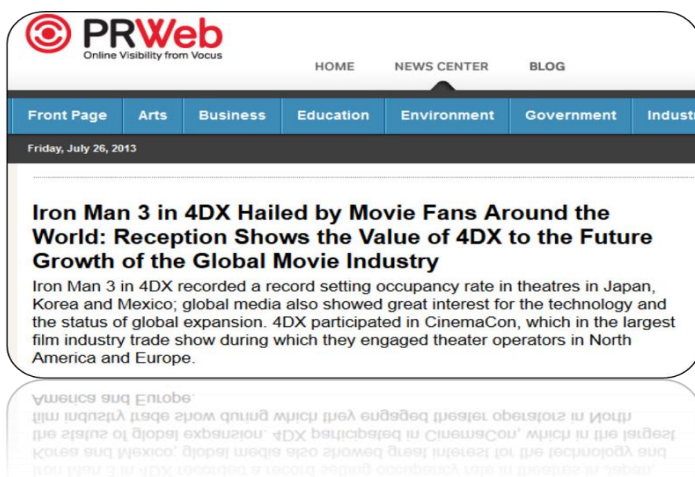 PRWeb
Online Visibility from Vocus
HOME NEWS CENTER BLOG
Front Page Arts Business Education Environment Government Industr
Friday, July 26, 2013
Iron Man 3 in 4DX Hailed by Movie Fans Around the
World: Reception Shows the Value of 4DX to the Future
Growth of the Global Movie Industry
Iron Man 3 in 4DX recorded a record setting occupancy rate in theatres in Japan,
Korea and Mexico; global media also showed great interest for the technology and
the status of global expansion. 4DX participated in CinemaCon, which in the largest
film industry trade show during which they engaged theater operators in North
America and Europe.